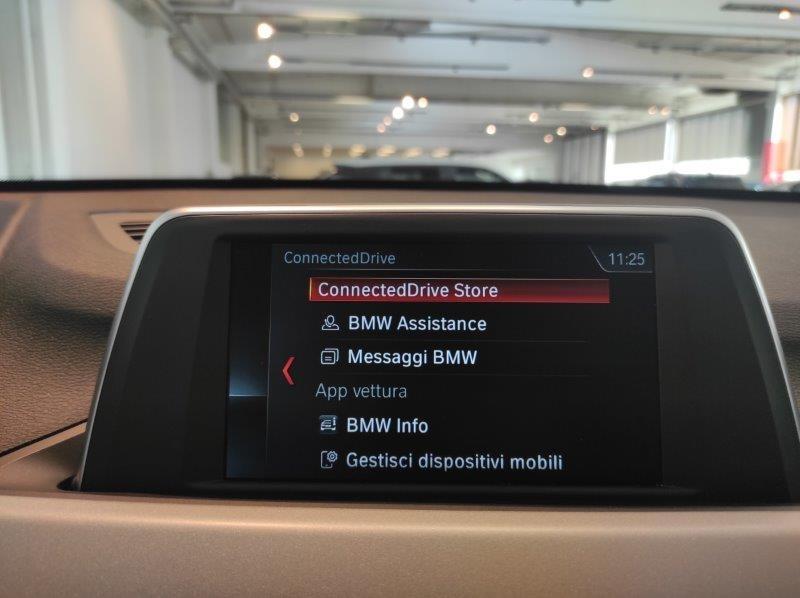 ConnectedDrive
11:25
ConnectedDrive Store
BMW Assistance
Messaggi BMW
App vettura
BMW Info
Gestisci dispositivi mobili